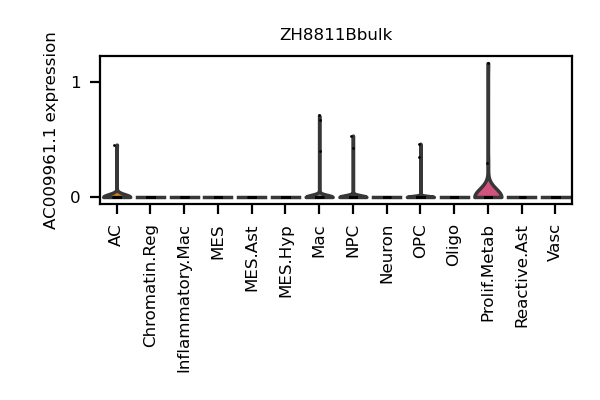 ZH8811Bbulk
AC009961.1 expression
1
0
AC
Chromatin.Reg
Inflammatory.Mac
MES
MES.Ast
MES.Hyp
Mac
NPC
Neuron
OPC
Oligo
Prolif.Metab
Reactive.Ast
Vasc